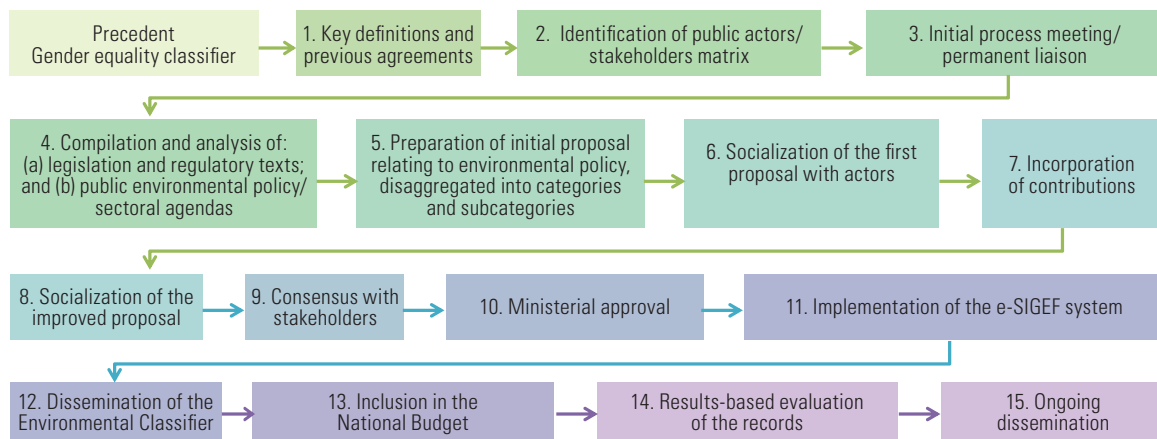 Precedent
Gender equality classifier
1. Key definitions and
previous agreements
2. Identification of public actors/
stakeholders matrix
3. Initial process meeting/
permanent liaison
4. Compilation and analysis of:
(a) legislation and regulatory texts;
and (b) public environmental policy/
sectoral agendas
5. Preparation of initial proposal
relating to environmental policy,
disaggregated into categories
and subcategories
6. Socialization of the first
proposal with actors
7. Incorporation
of contributions
8. Socialization of the
improved proposal
9. Consensus with
stakeholders
10. Ministerial approval
11. Implementation of the e-SIGEF system
12. Dissemination of the
Environmental Classifier
13. Inclusion in the
National Budget
14. Results-based evaluation
of the records
15. Ongoing
dissemination